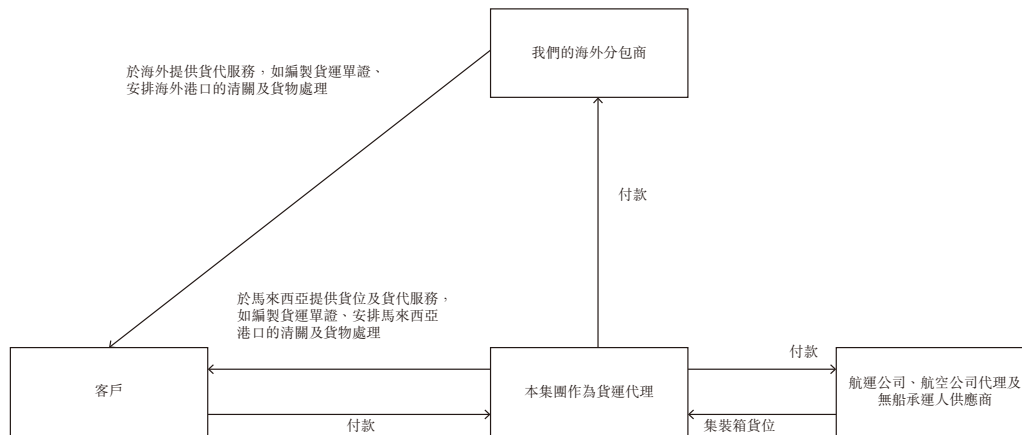 我們的海外分包商
於海外提供貨代服務，如編製貨運單證、
安排海外港口的清關及貨物處理
付款
於馬來西亞提供貨位及貨代服務，
如編製貨運單證、安排馬來西亞
港口的清關及貨物處理
付款
客戶
本集團作為貨運代理
航運公司、航空公司代理及
無船承運人供應商
付款
集裝箱貨位